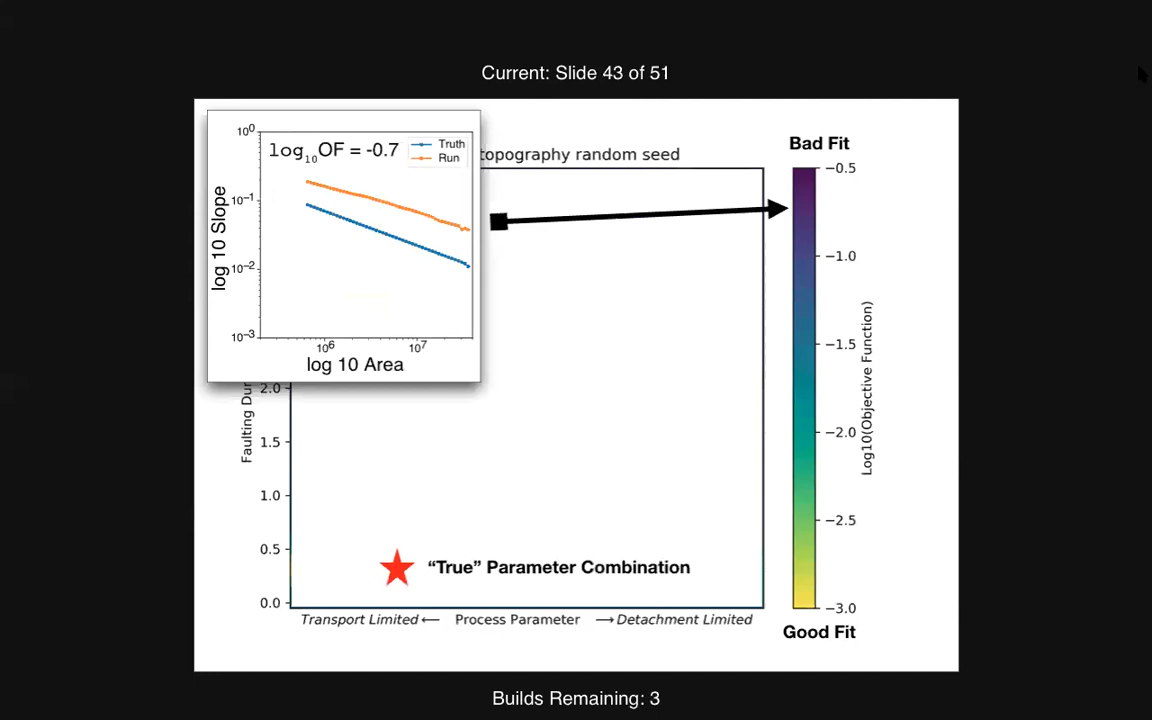 Current: Slide 43 of 51
log10OF = -0.7
Truth
Run
10^0
10^-1
10^-2
10^-3
log 10 Slope
10^6
10^7
log 10 Area
topography random seed
Bad Fit
−0.5
−1.0
−1.5
−2.0
−2.5
−3.0
Log10(Objective Function)
Good Fit
Faulting Dur
2.0
1.5
1.0
0.5
0.0
“True” Parameter Combination
Transport Limited ← Process Parameter → Detachment Limited
Builds Remaining: 3